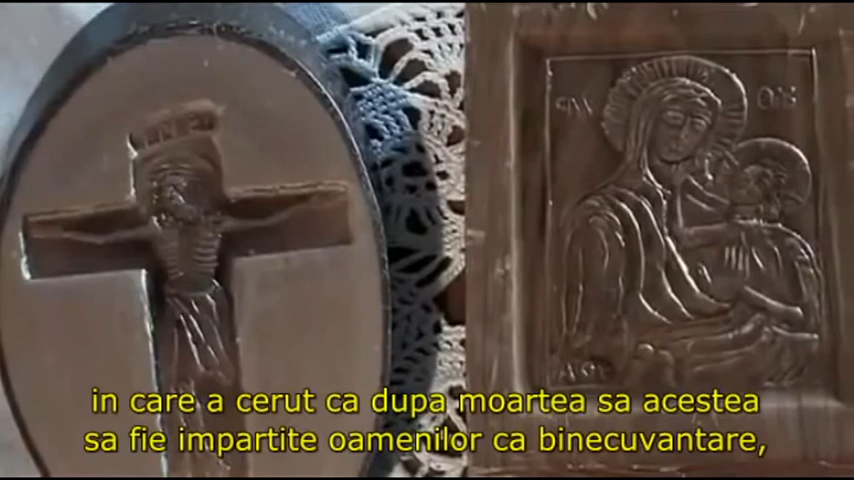 in care a cerut ca dupa moartea sa acestea
sa fie impartite oamenilor ca binecuvantare,